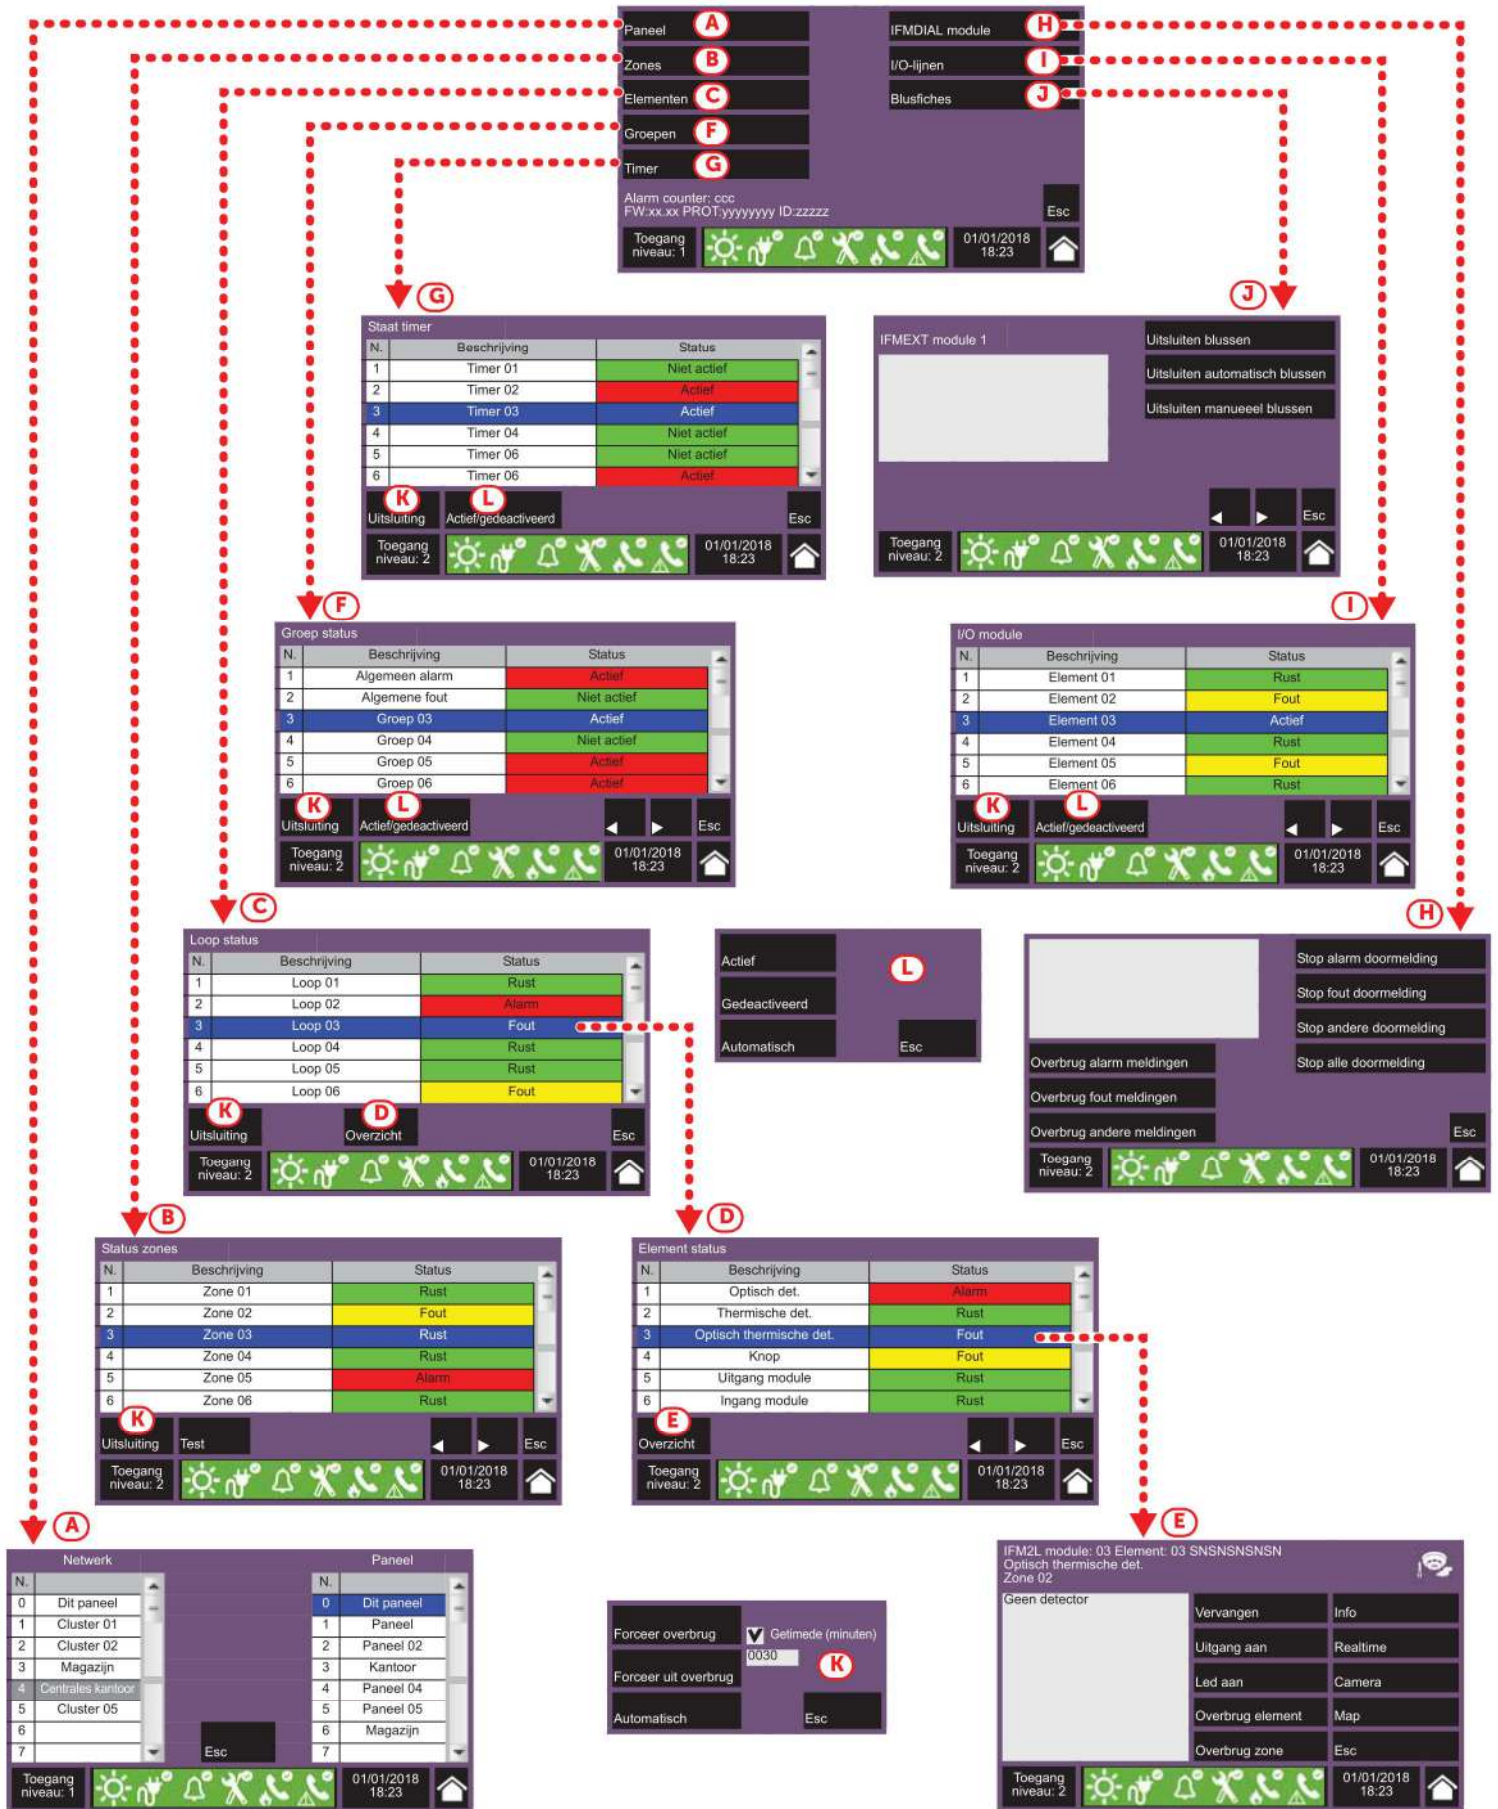 Paneel A
IFMDIAL module H
Zones B
I/O-lijnen I
Elementen C
Blusfiches J
Groepen F
Timer G
Alarm counter: ccc
FW:xx.xx PROT:yyyyyyyy ID:zzzzz
Esc
Toegang niveau: 1
01/01/2018 18:23
G
Staat timer
N. Beschrijving Status
1 Timer 01 Niet actief
2 Timer 02 Actief
3 Timer 03 Actief
4 Timer 04 Niet actief
5 Timer 06 Niet actief
6 Timer 06 Actief
K L
Uitsluiting Actief/gedeactiveerd Esc
Toegang niveau: 2
01/01/2018 18:23
J
IFMEXT module 1
Uitsluiten blussen
Uitsluiten automatisch blussen
Uitsluiten manueeel blussen
Esc
Toegang niveau: 2
01/01/2018 18:23
F
Groep status
N. Beschrijving Status
1 Algemeen alarm Actief
2 Algemene fout Niet actief
3 Groep 03 Actief
4 Groep 04 Niet actief
5 Groep 05 Actief
6 Groep 06 Actief
K L
Uitsluiting Actief/gedeactiveerd Esc
Toegang niveau: 2
01/01/2018 18:23
I
I/O module
N. Beschrijving Status
1 Element 01 Rust
2 Element 02 Fout
3 Element 03 Actief
4 Element 04 Rust
5 Element 05 Fout
6 Element 06 Rust
K L
Uitsluiting Actief/gedeactiveerd Esc
Toegang niveau: 2
01/01/2018 18:23
C
Loop status
N. Beschrijving Status
1 Loop 01 Rust
2 Loop 02 Alarm
3 Loop 03 Fout
4 Loop 04 Rust
5 Loop 05 Rust
6 Loop 06 Fout
K D
Uitsluiting Overzicht Esc
Toegang niveau: 2
01/01/2018 18:23
Actief
L
Gedeactiveerd
Automatisch Esc
H
Stop alarm doormelding
Stop fout doormelding
Stop andere doormelding
Overbrug alarm meldingen
Stop alle doormelding
Overbrug fout meldingen
Overbrug andere meldingen
Esc
Toegang niveau: 2
01/01/2018 18:23
B
Status zones
N. Beschrijving Status
1 Zone 01 Rust
2 Zone 02 Fout
3 Zone 03 Rust
4 Zone 04 Rust
5 Zone 05 Alarm
6 Zone 06 Rust
K
Uitsluiting Test Esc
Toegang niveau: 2
01/01/2018 18:23
D
Element status
N. Beschrijving Status
1 Optisch det. Alarm
2 Thermische det. Rust
3 Optisch thermische det. Fout
4 Knop Fout
5 Uitgang module Rust
6 Ingang module Rust
E
Overzicht Esc
Toegang niveau: 2
01/01/2018 18:23
A
Netwerk Paneel
N. N.
0 Dit paneel 0 Dit paneel
1 Cluster 01 1 Paneel
2 Cluster 02 2 Paneel 02
3 Magazijn 3 Kantoor
4 Centrales kantoor 4 Paneel 04
5 Cluster 05 5 Paneel 05
6 6 Magazijn
7 Esc 7
Toegang niveau: 1
01/01/2018 18:23
Forceer overbrug Getimede (minuten)
0030
Forceer uit overbrug K
Automatisch Esc
E
IFM2L module: 03 Element: 03 SNSNSNSNSN
Optisch thermische det.
Zone 02
Geen detector
Vervangen Info
Uitgang aan Realtime
Led aan Camera
Overbrug element Map
Overbrug zone Esc
Toegang niveau: 2
01/01/2018 18:23